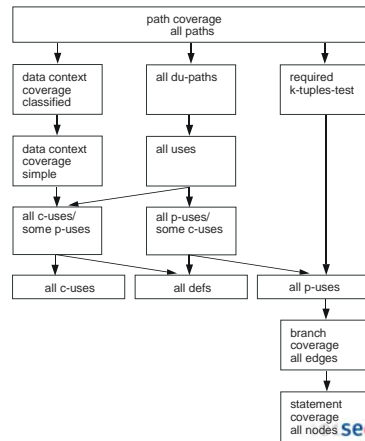 path coverage
all paths
data context
coverage
classified
all du-paths
required
k-tuples-test
data context
coverage
simple
all uses
all c-uses/
some p-uses
all p-uses/
some c-uses
all c-uses
all defs
all p-uses
branch
coverage
all edges
statement
coverage
all nodes